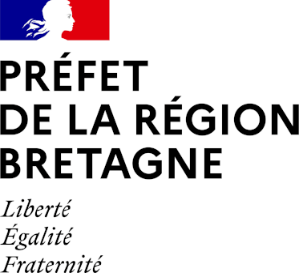 PRÉFET
DE LA RÉGION
BRETAGNE
Liberté
Égalité
Fraternité